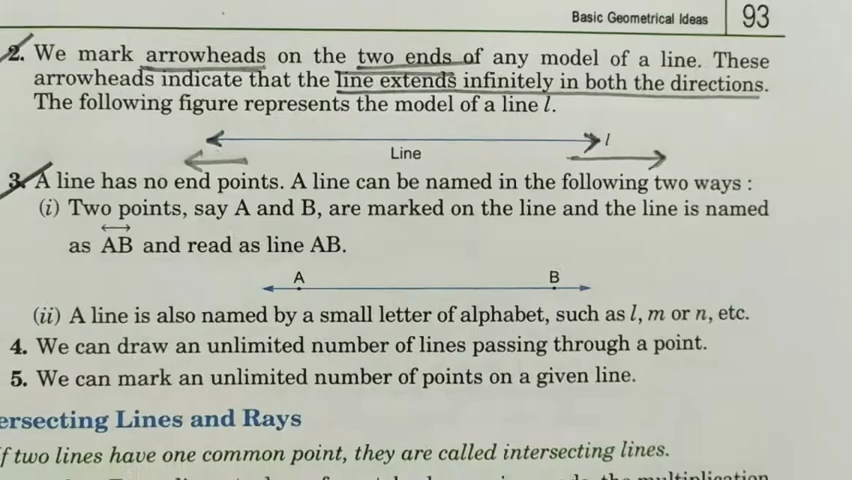 Basic Geometrical Ideas 93
2. We mark arrowheads on the two ends of any model of a line. These
arrowheads indicate that the line extends infinitely in both the directions.
The following figure represents the model of a line l.
l
Line
3. A line has no end points. A line can be named in the following two ways :
(i) Two points, say A and B, are marked on the line and the line is named
as AB and read as line AB.
A B
(ii) A line is also named by a small letter of alphabet, such as l, m or n, etc.
4. We can draw an unlimited number of lines passing through a point.
5. We can mark an unlimited number of points on a given line.
ersecting Lines and Rays
f two lines have one common point, they are called intersecting lines.
the multiplication